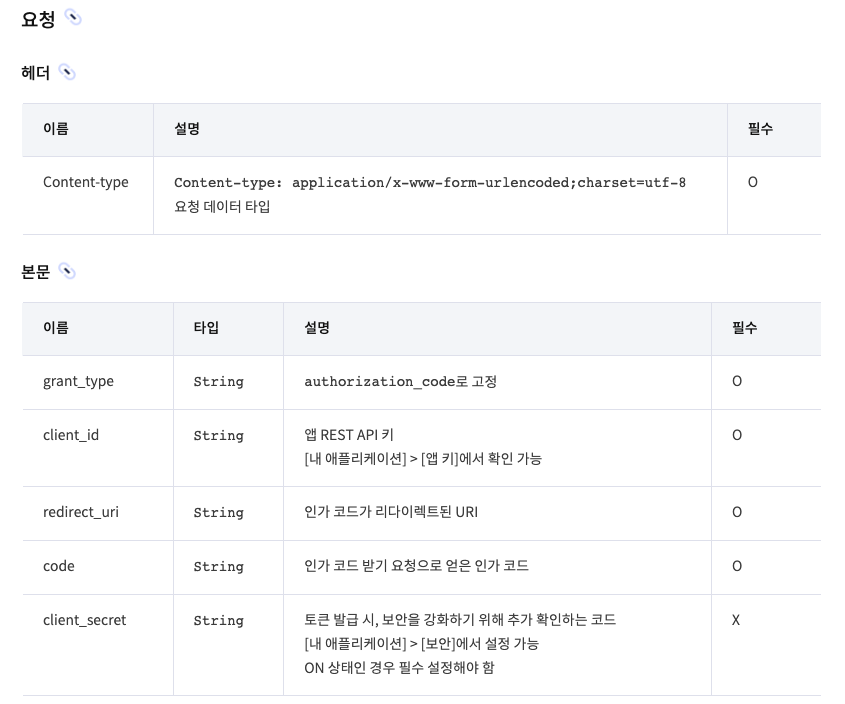 요청
헤더
이름 설명 필수
Content-type Content-type: application/x-www-form-urlencoded;charset=utf-8 O
요청 데이터 타입
본문
이름 타입 설명 필수
grant_type String authorization_code로 고정 O
client_id String 앱 REST API 키 O
[내 애플리케이션] > [앱 키]에서 확인 가능
redirect_uri String 인가 코드가 리다이렉트된 URI O
code String 인가 코드 받기 요청으로 얻은 인가 코드 O
client_secret String 토큰 발급 시, 보안을 강화하기 위해 추가 확인하는 코드 X
[내 애플리케이션] > [보안]에서 설정 가능
ON 상태인 경우 필수 설정해야 함